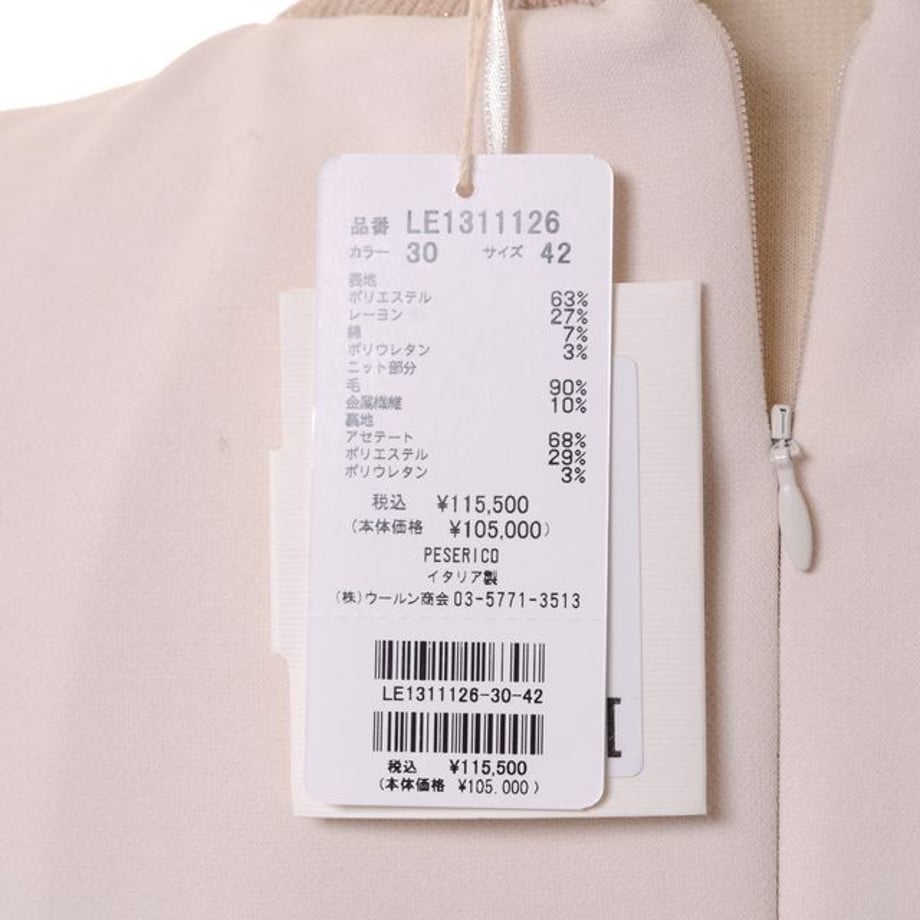 品番 LE1311126
カラー 30 サイズ 42
表地
ポリエステル 63%
レーヨン 27%
綿 7%
ポリウレタン 3%
ニット部分
毛 90%
金属繊維 10%
裏地
アセテート 68%
ポリエステル 29%
ポリウレタン 3%
税込 ¥115,500
(本体価格 ¥105,000)
PESERICO
イタリア製
(株)ウールン商会 03-5771-3513
LE1311126-30-42
税込 ¥115,500
(本体価格 ¥105.000)
I